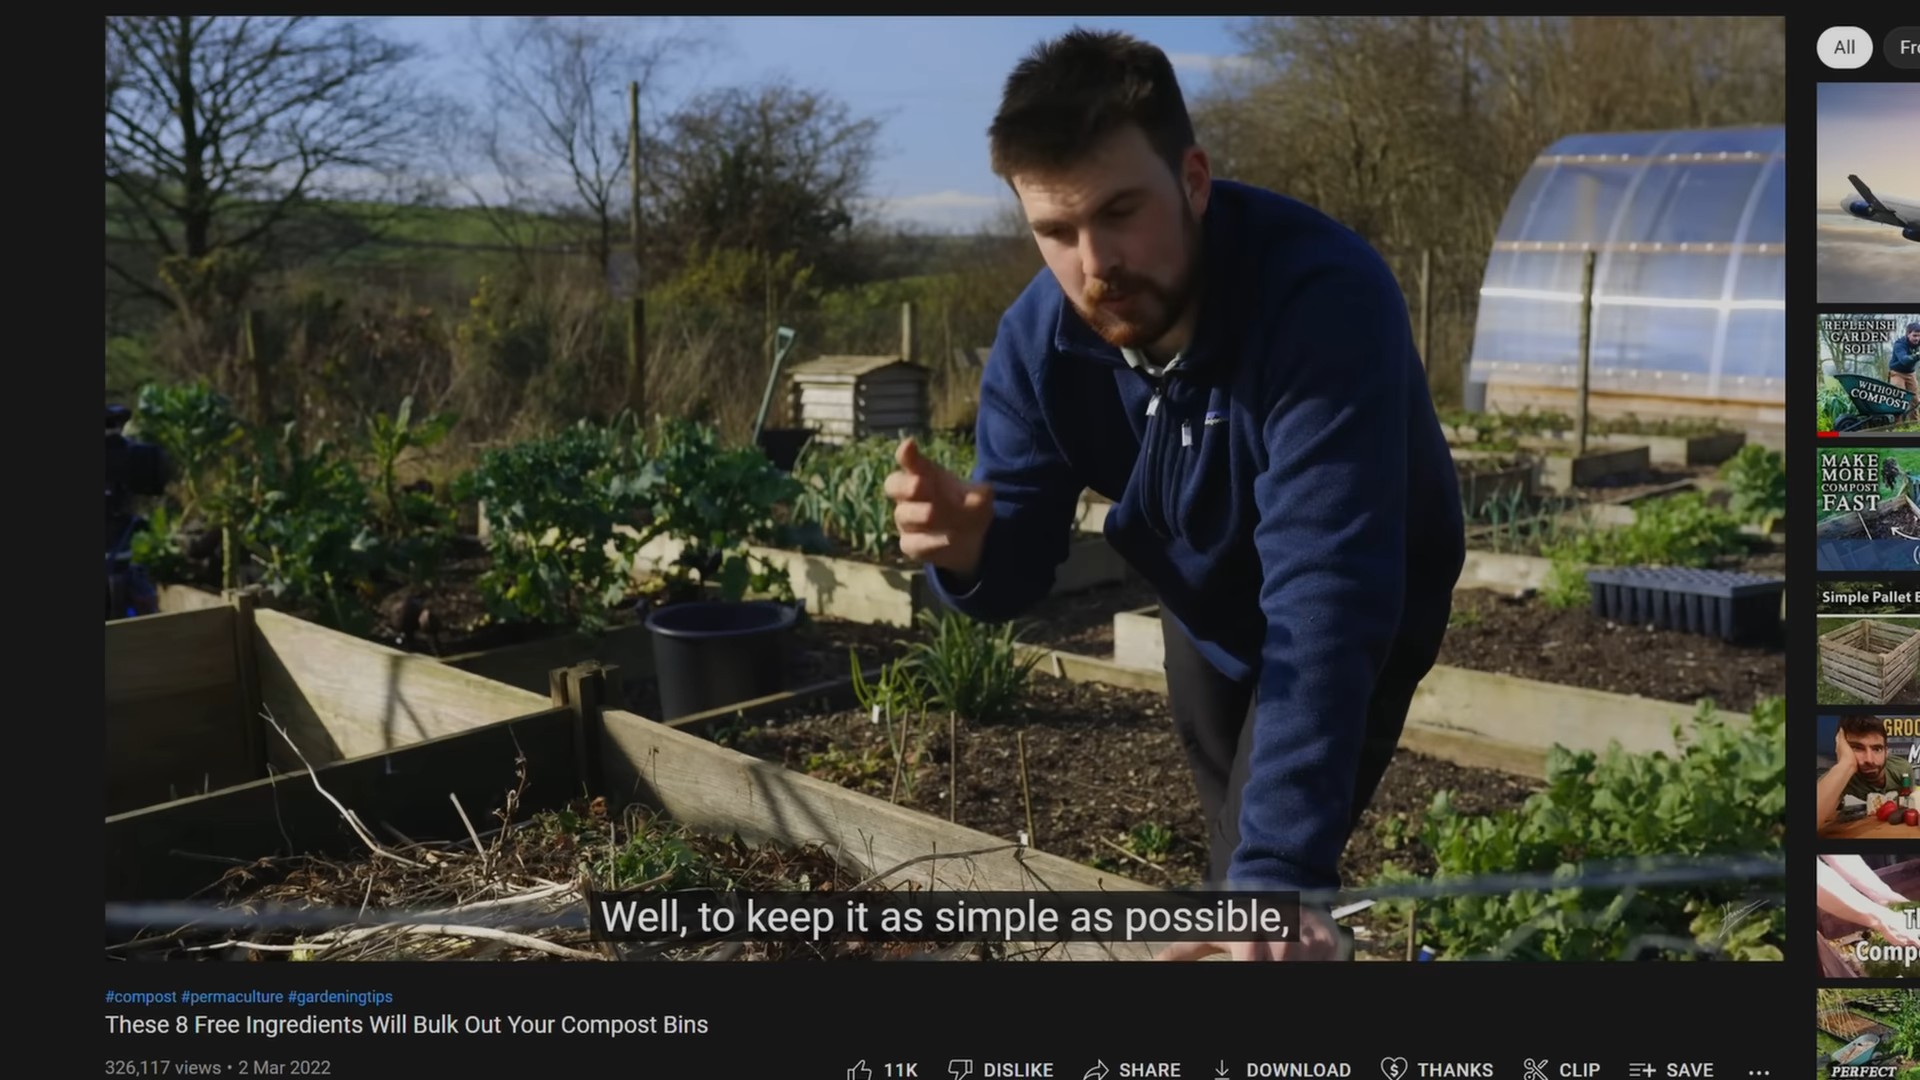 All
REPLENISH
GARDEN
SOIL
WITHOUT
COMPOST
MAKE
MORE
COMPOST
FAST
Simple Pallet
Well, to keep it as simple as possible,
#compost #permaculture #gardeningtips
These 8 Free Ingredients Will Bulk Out Your Compost Bins
326,117 views • 2 Mar 2022
11K DISLIKE SHARE DOWNLOAD THANKS CLIP SAVE
PERFECT